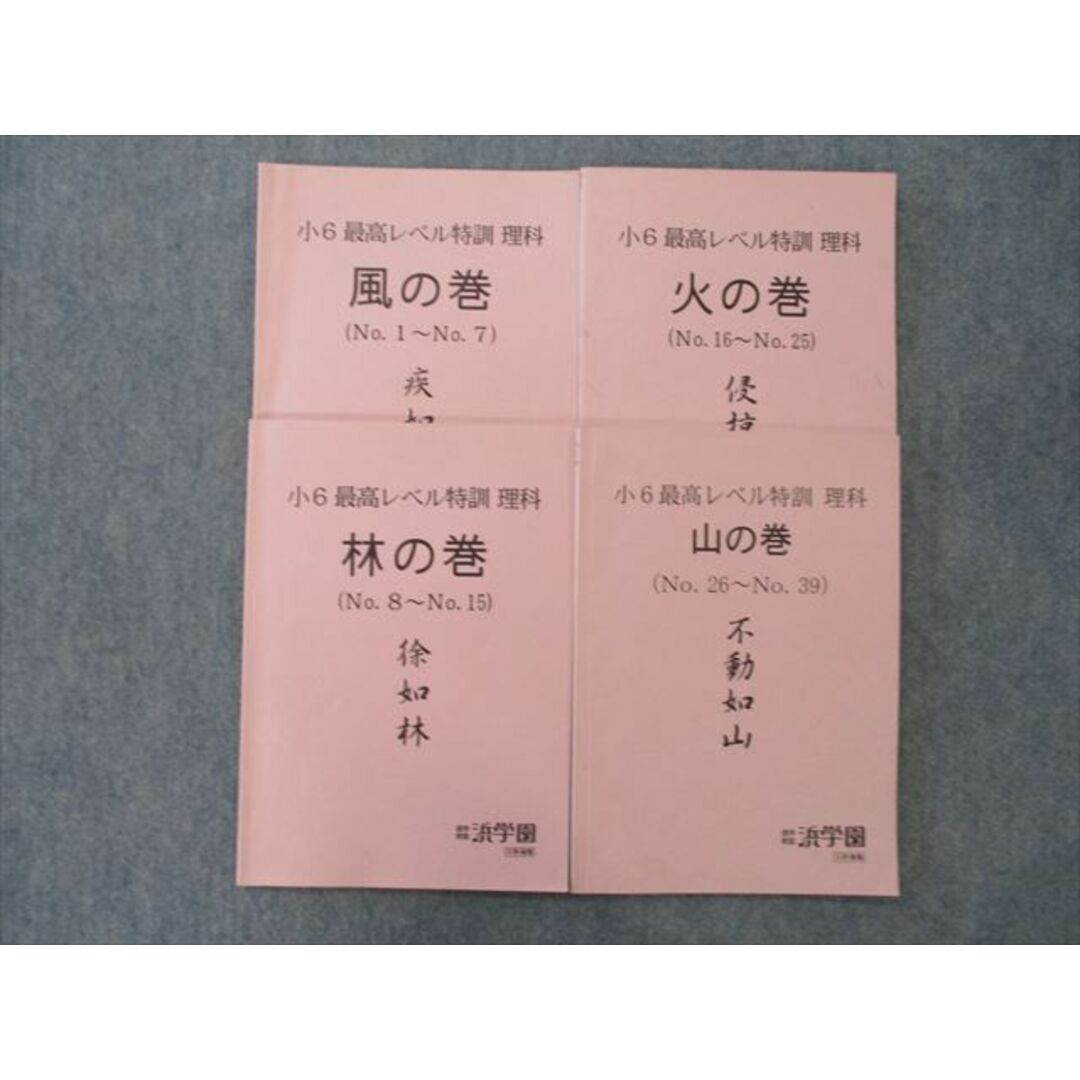 小6 最高レベル特訓 理科
風の巻
(No. 1～No. 7)
疾
如
小6 最高レベル特訓 理科
火の巻
(No. 16～No. 25)
侵
小6 最高レベル特訓 理科
林の巻
(No. 8～No. 15)
徐如林
浜学園
小6 最高レベル特訓 理科
山の巻
(No. 26～No. 39)
不動如山
浜学園